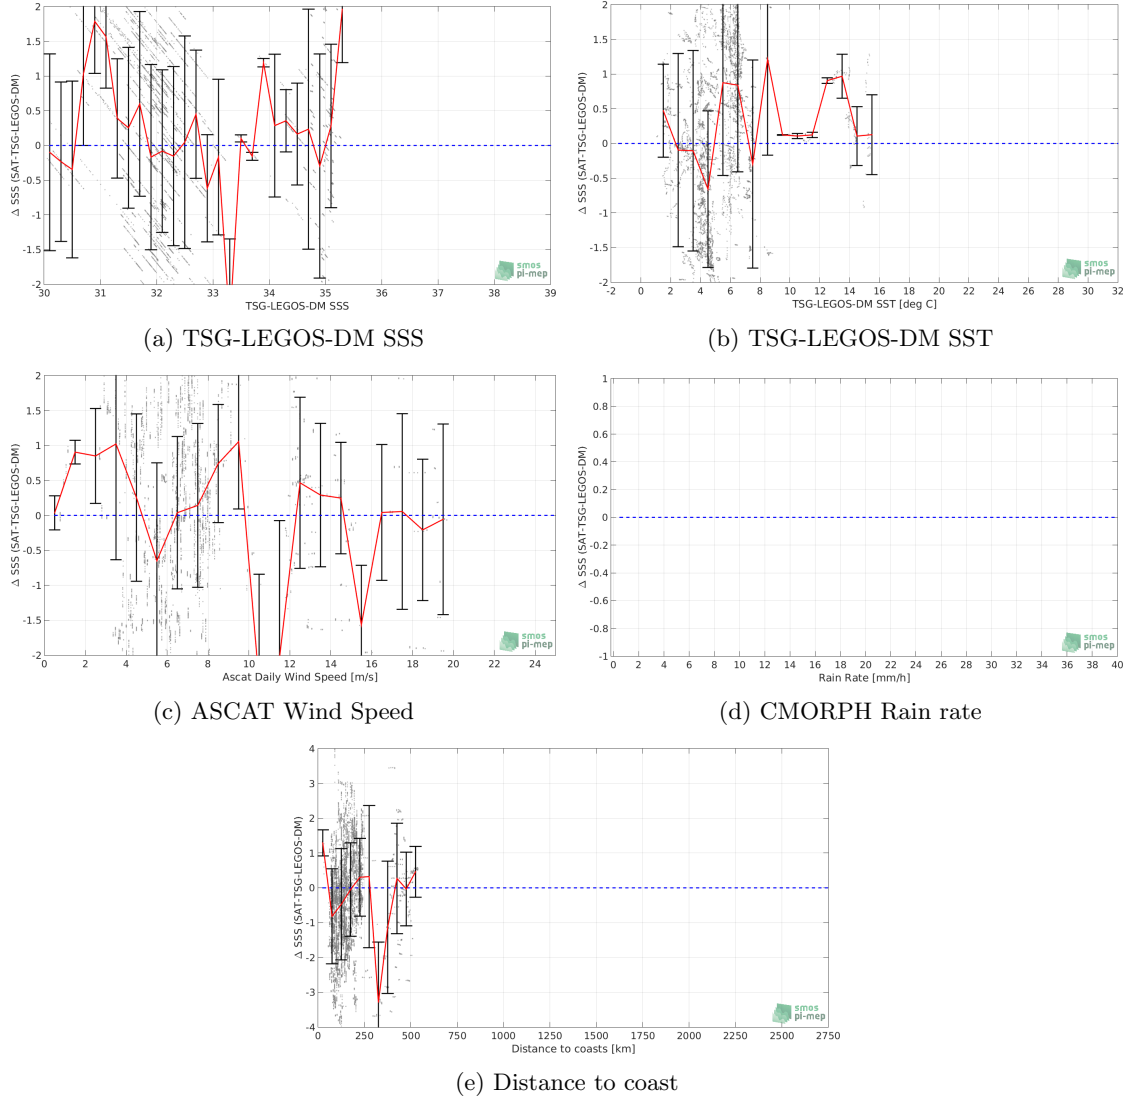 2
1.5
1
0.5
0
-0.5
-1
-1.5
-2
Δ SSS (SAT-TSG-LEGOS-DM)
30 31 32 33 34 35 36 37 38 39
TSG-LEGOS-DM SSS
smos
pi-mep
(a) TSG-LEGOS-DM SSS
2
1.5
1
0.5
0
-0.5
-1
-1.5
-2
Δ SSS (SAT-TSG-LEGOS-DM)
-2 0 2 4 6 8 10 12 14 16 18 20 22 24 26 28 30 32
TSG-LEGOS-DM SST [deg C]
smos
pi-mep
(b) TSG-LEGOS-DM SST
2
1.5
1
0.5
0
-0.5
-1
-1.5
-2
Δ SSS (SAT-TSG-LEGOS-DM)
0 2 4 6 8 10 12 14 16 18 20 22 24
Ascat Daily Wind Speed [m/s]
smos
pi-mep
(c) ASCAT Wind Speed
1
0.8
0.6
0.4
0.2
0
-0.2
-0.4
-0.6
-0.8
-1
Δ SSS (SAT-TSG-LEGOS-DM)
0 2 4 6 8 10 12 14 16 18 20 22 24 26 28 30 32 34 36 38 40
Rain Rate [mm/h]
smos
pi-mep
(d) CMORPH Rain rate
4
3
2
1
0
-1
-2
-3
-4
Δ SSS (SAT-TSG-LEGOS-DM)
0 250 500 750 1000 1250 1500 1750 2000 2250 2500 2750
Distance to coasts [km]
smos
pi-mep
(e) Distance to coast